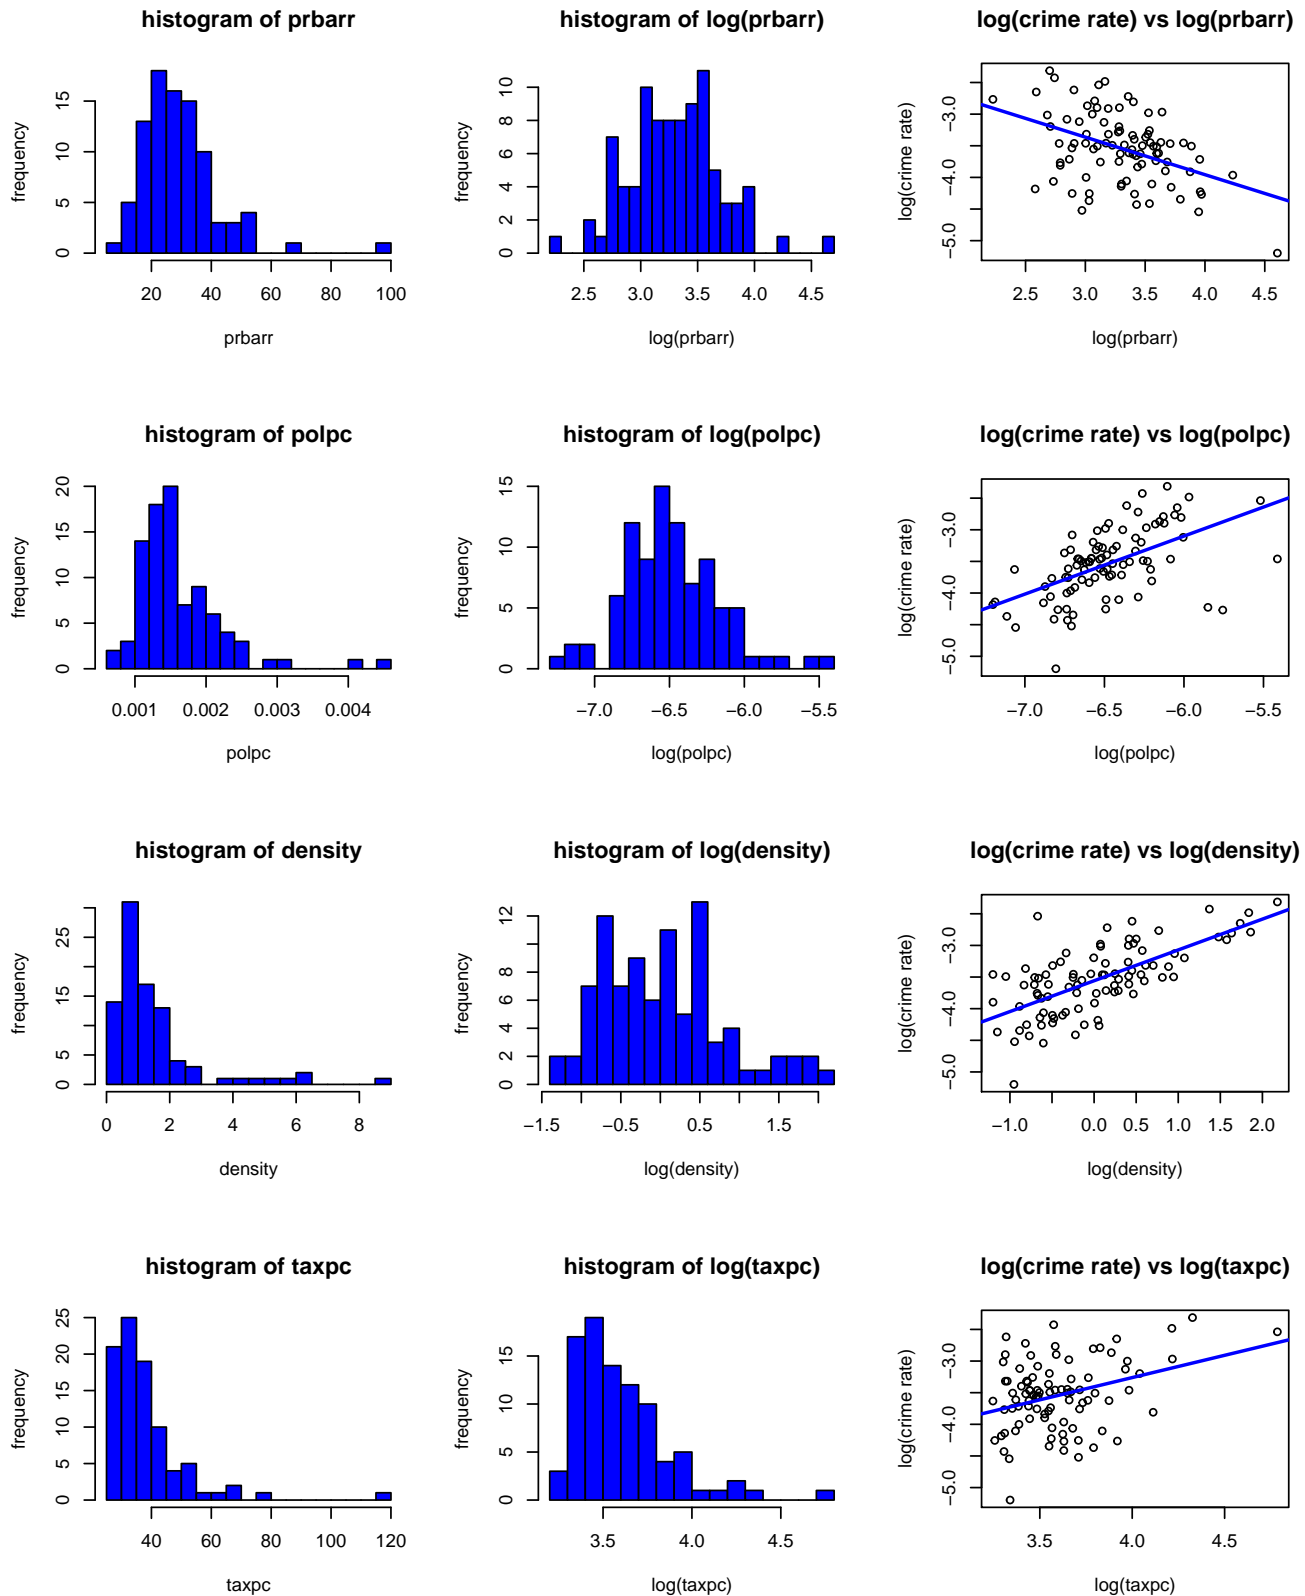 histogram of prbarr
frequency
0 5 10 15
20 40 60 80 100
prbarr
histogram of log(prbarr)
frequency
0 2 4 6 8 10
2.5 3.0 3.5 4.0 4.5
log(prbarr)
log(crime rate) vs log(prbarr)
log(crime rate)
−5.0 −4.0 −3.0
2.5 3.0 3.5 4.0 4.5
log(prbarr)
histogram of polpc
frequency
0 5 10 15 20
0.001 0.002 0.003 0.004
polpc
histogram of log(polpc)
frequency
0 5 10 15
−7.0 −6.5 −6.0 −5.5
log(polpc)
log(crime rate) vs log(polpc)
log(crime rate)
−5.0 −4.0 −3.0
−7.0 −6.5 −6.0 −5.5
log(polpc)
histogram of density
frequency
0 5 15 25
0 2 4 6 8
density
histogram of log(density)
frequency
0 2 4 6 8 12
−1.5 −0.5 0.5 1.5
log(density)
log(crime rate) vs log(density)
log(crime rate)
−5.0 −4.0 −3.0
−1.0 0.0 0.5 1.0 1.5 2.0
log(density)
histogram of taxpc
frequency
0 5 10 15 20 25
40 60 80 100 120
taxpc
histogram of log(taxpc)
frequency
0 5 10 15
3.5 4.0 4.5
log(taxpc)
log(crime rate) vs log(taxpc)
log(crime rate)
−5.0 −4.0 −3.0
3.5 4.0 4.5
log(taxpc)